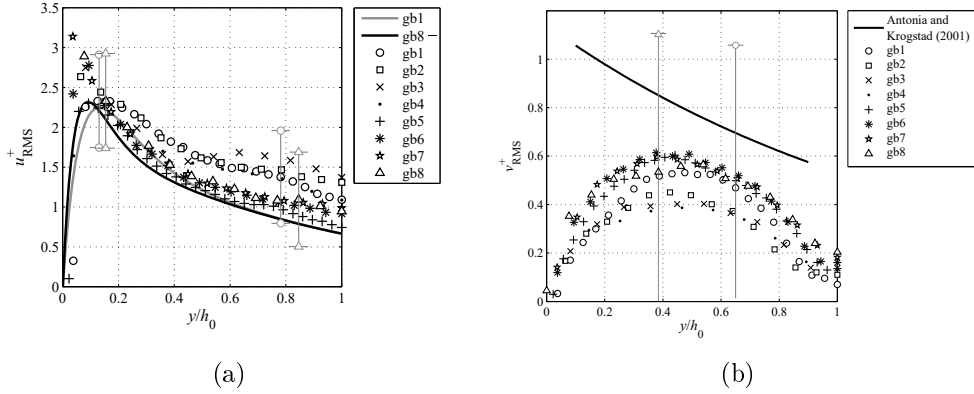 3.5
3
2.5
2
1.5
1
0.5
0
0
0.2
0.4
0.6
0.8
1
u+RMS
y/h0
gb1
gb8
gb1
gb2
gb3
gb4
gb5
gb6
gb7
gb8
(a)
1
0.8
0.6
0.4
0.2
0
0
0.2
0.4
0.6
0.8
1
v+RMS
y/h0
Antonia and
Krogstad (2001)
gb1
gb2
gb3
gb4
gb5
gb6
gb7
gb8
(b)